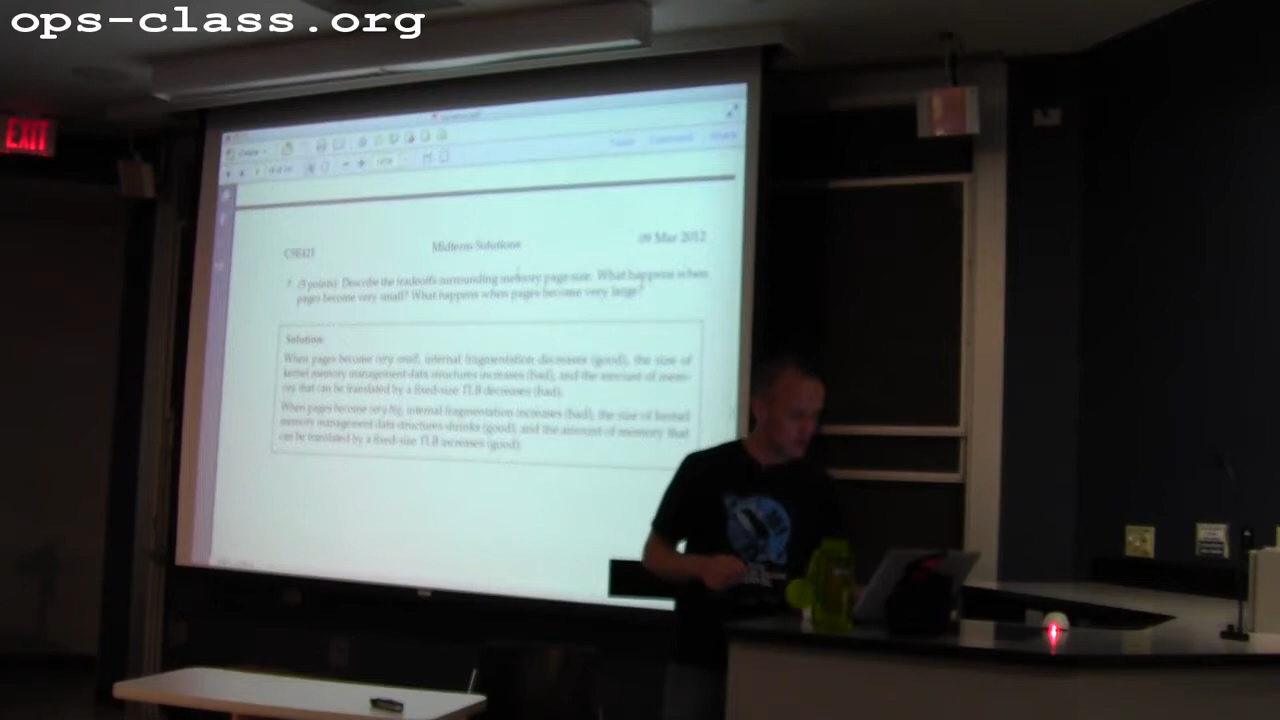 ops-class.org
EXIT
CSE421 Midterm Solutions 09 Mar 2012
(5 points) Describe the tradeoffs surrounding memory page size. What happens when
pages become very small? What happens when pages become very large?
Solution:
When pages become very small, internal fragmentation decreases (good), the size of
kernel memory management data structures increases (bad), and the amount of mem-
ory that can be translated by a fixed-size TLB decreases (bad).
When pages become very big, internal fragmentation increases (bad), the size of kernel
memory management data structures shrinks (good), and the amount of memory that
can be translated by a fixed-size TLB increases (good).